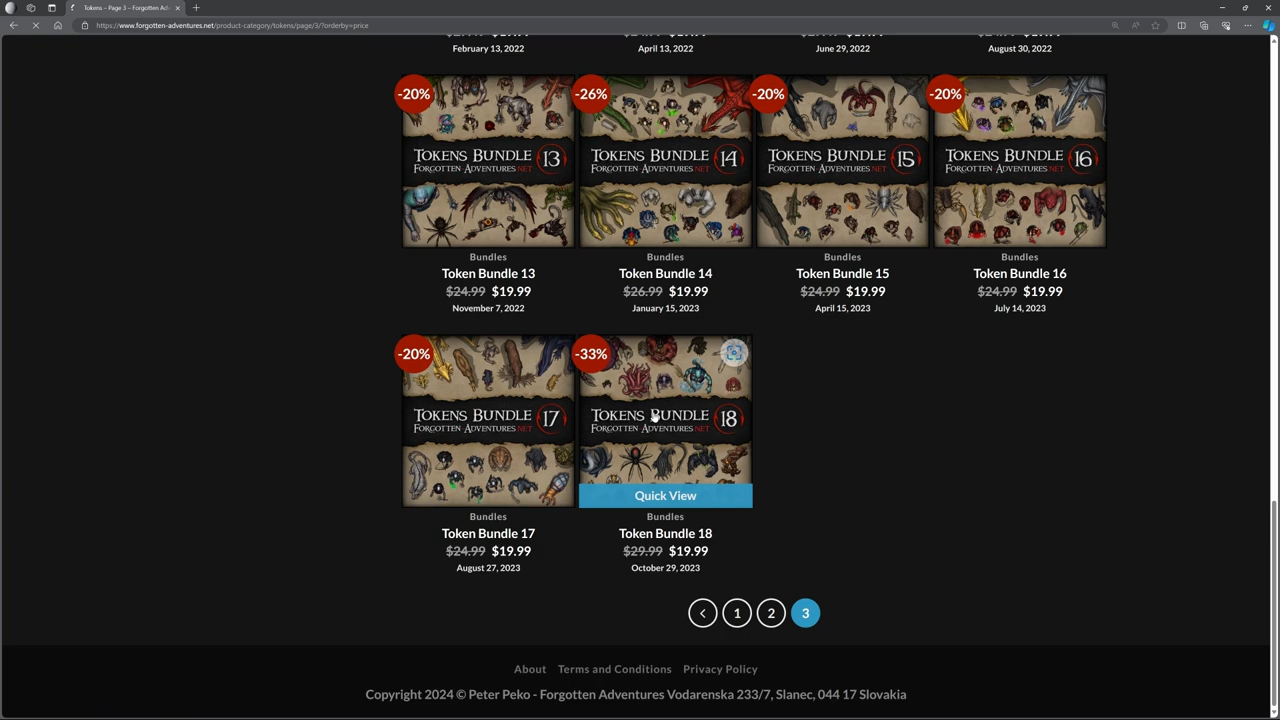 Tokens – Page 3 – Forgotten Ad
https://www.forgotten-adventures.net/product-category/tokens/page/3/?orderby=price
February 13, 2022
April 13, 2022
June 29, 2022
August 30, 2022
-20%
-26%
-20%
-20%
TOKENS BUNDLE 13
FORGOTTEN-ADVENTURES.NET
TOKENS BUNDLE 14
FORGOTTEN-ADVENTURES.NET
TOKENS BUNDLE 15
FORGOTTEN-ADVENTURES.NET
TOKENS BUNDLE 16
FORGOTTEN-ADVENTURES.NET
Bundles
Token Bundle 13
$24.99 $19.99
November 7, 2022
Bundles
Token Bundle 14
$26.99 $19.99
January 15, 2023
Bundles
Token Bundle 15
$24.99 $19.99
April 15, 2023
Bundles
Token Bundle 16
$24.99 $19.99
July 14, 2023
-20%
-33%
TOKENS BUNDLE 17
FORGOTTEN-ADVENTURES.NET
TOKENS BUNDLE 18
FORGOTTEN-ADVENTURES.NET
Quick View
Bundles
Token Bundle 17
$24.99 $19.99
August 27, 2023
Bundles
Token Bundle 18
$29.99 $19.99
October 29, 2023
1 2 3
About Terms and Conditions Privacy Policy
Copyright 2024 © Peter Peko - Forgotten Adventures Vodarenska 233/7, Slanec, 044 17 Slovakia